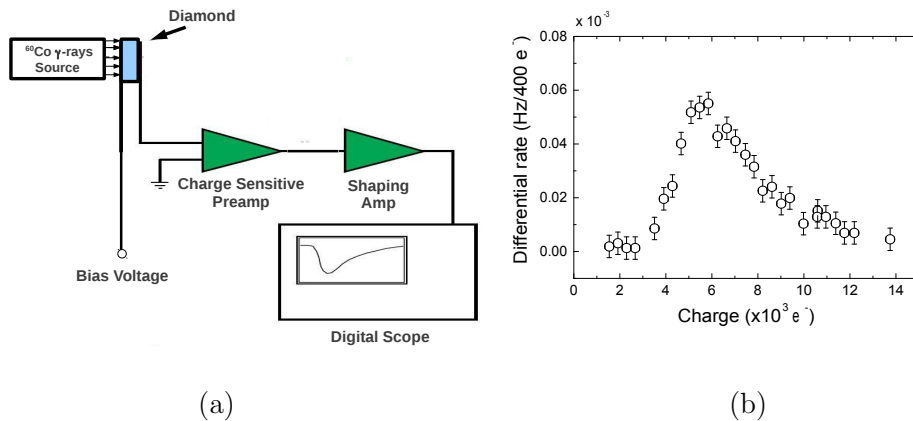 Diamond
⁶⁰Co γ-rays
Source
Charge Sensitive
Preamp
Shaping
Amp
Bias Voltage
Digital Scope
(a)
x 10⁻³
0.08
0.06
0.04
0.02
0.00
Differential rate (Hz/400 e⁻)
0 2 4 6 8 10 12 14
Charge (x10³ e⁻)
(b)